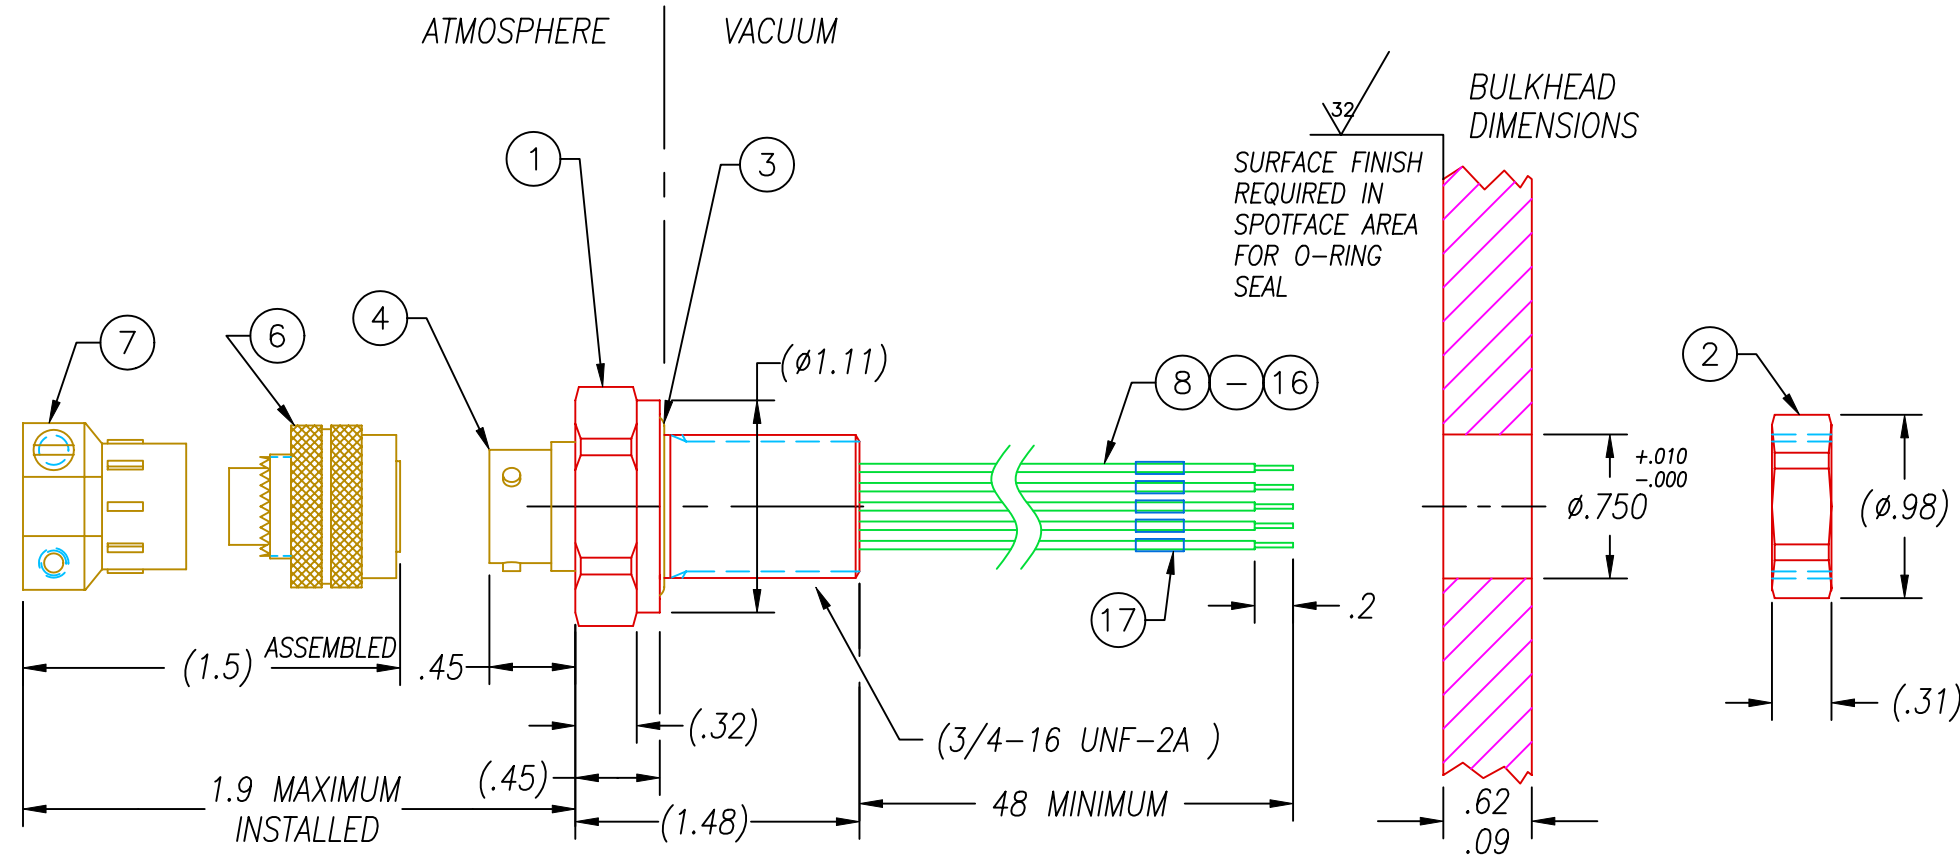 ATMOSPHERE
VACUUM
BULKHEAD
DIMENSIONS
32
SURFACE FINISH
REQUIRED IN
SPOTFACE AREA
FOR O-RING
SEAL
1
3
4
6
7
(ø1.11)
8 - 16
2
+.010
-.000
ø.750
(ø.98)
17
.2
ASSEMBLED
(1.5)
.45
(.32)
(.31)
(3/4-16 UNF-2A )
(.45)
1.9 MAXIMUM
INSTALLED
(1.48)
48 MINIMUM
.62
.09